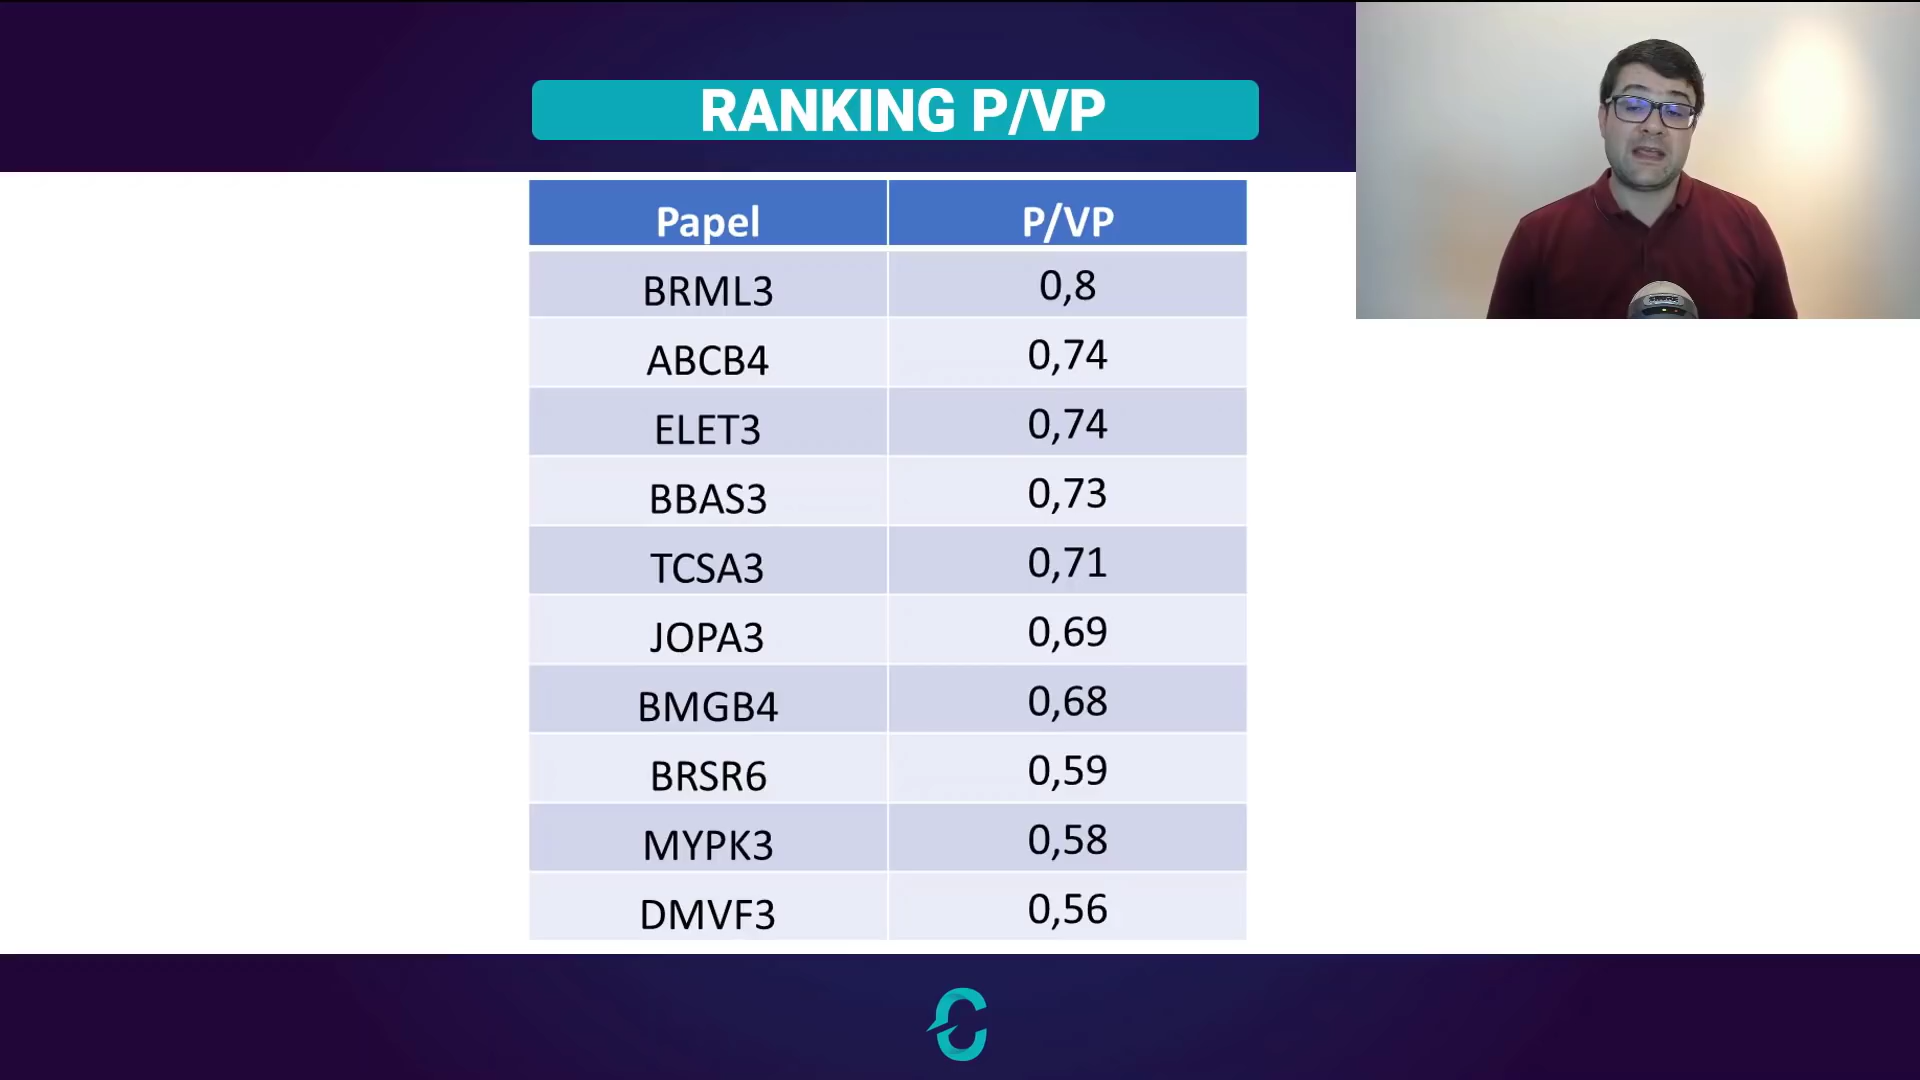 RANKING P/VP
Papel P/VP
BRML3 0,8
ABCB4 0,74
ELET3 0,74
BBAS3 0,73
TCSA3 0,71
JOPA3 0,69
BMGB4 0,68
BRSR6 0,59
MYPK3 0,58
DMVF3 0,56